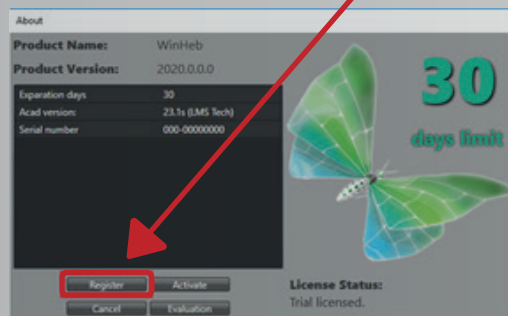 About
Product Name: WinHeb
Product Version: 2020.0.0.0
Exparation days 30
Acad version: 23.1s (LMS Tech)
Serial number 000-00000000
30
days limit
Register Activate
Cancel Evaluation
License Status:
Trial licensed.